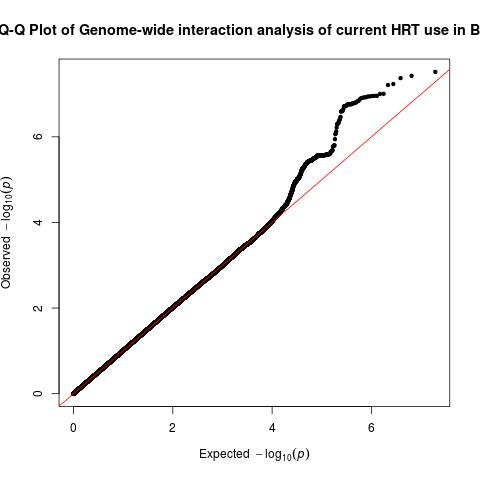 Q-Q Plot of Genome-wide interaction analysis of current HRT use in B
Observed −log10(p)
6
4
2
0
0 2 4 6
Expected −log10(p)